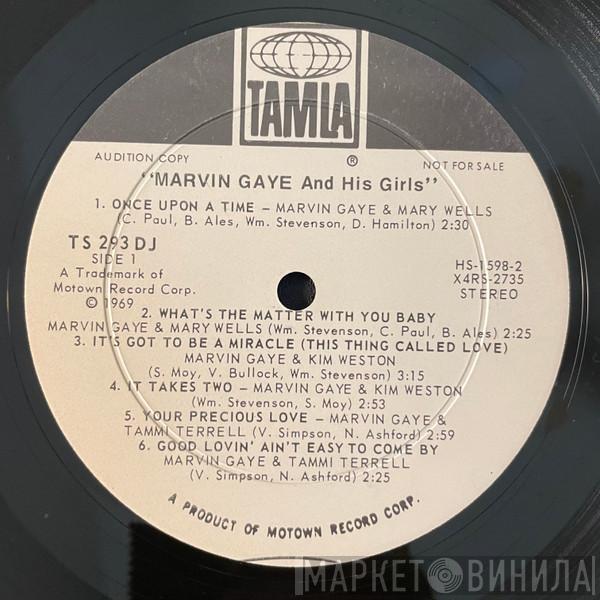 TAMLA
®
AUDITION COPY
NOT FOR SALE
"MARVIN GAYE And His Girls"
1. ONCE UPON A TIME – MARVIN GAYE & MARY WELLS
(C. Paul, B. Ales, Wm. Stevenson, D. Hamilton) 2:30
TS 293 DJ
SIDE 1
A Trademark of
Motown Record Corp.
© 1969
HS-1598-2
X4RS-2735
STEREO
2. WHAT'S THE MATTER WITH YOU BABY
MARVIN GAYE & MARY WELLS (Wm. Stevenson, C. Paul, B. Ales) 2:25
3. IT'S GOT TO BE A MIRACLE (THIS THING CALLED LOVE)
MARVIN GAYE & KIM WESTON
(S. Moy, V. Bullock, Wm. Stevenson) 3:15
4. IT TAKES TWO – MARVIN GAYE & KIM WESTON
(Wm. Stevenson, S. Moy) 2:53
5. YOUR PRECIOUS LOVE – MARVIN GAYE &
TAMMI TERRELL (V. Simpson, N. Ashford) 2:59
6. GOOD LOVIN' AIN'T EASY TO COME BY
MARVIN GAYE & TAMMI TERRELL
(V. Simpson, N. Ashford) 2:25
A PRODUCT OF MOTOWN RECORD CORP.
МАРКЕТ ВИНИЛА